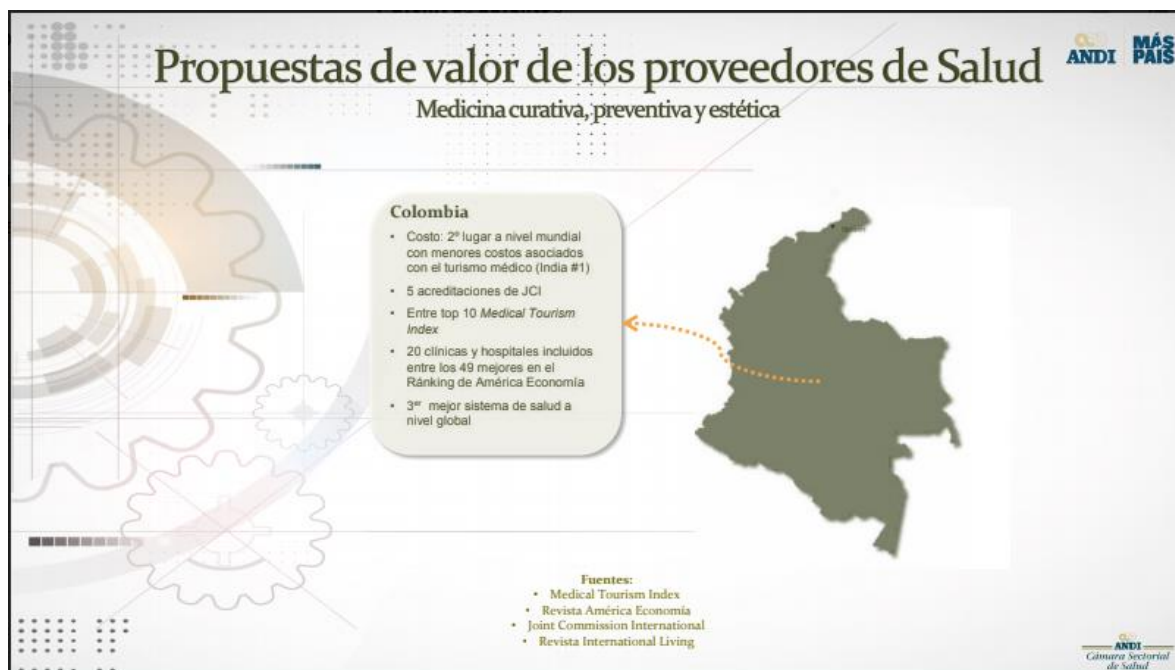 Propuestas de valor de los proveedores de Salud
Medicina curativa, preventiva y estética
ANDI
MÁS
PAÍS
Colombia
• Costo: 2º lugar a nivel mundial
con menores costos asociados
con el turismo médico (India #1)
• 5 acreditaciones de JCI
• Entre top 10 Medical Tourism
Index
• 20 clínicas y hospitales incluidos
entre los 49 mejores en el
Ránking de América Economía
• 3er mejor sistema de salud a
nivel global
Fuentes:
• Medical Tourism Index
• Revista América Economía
• Joint Commission International
• Revista International Living
ANDI
Cámara Sectorial
de Salud